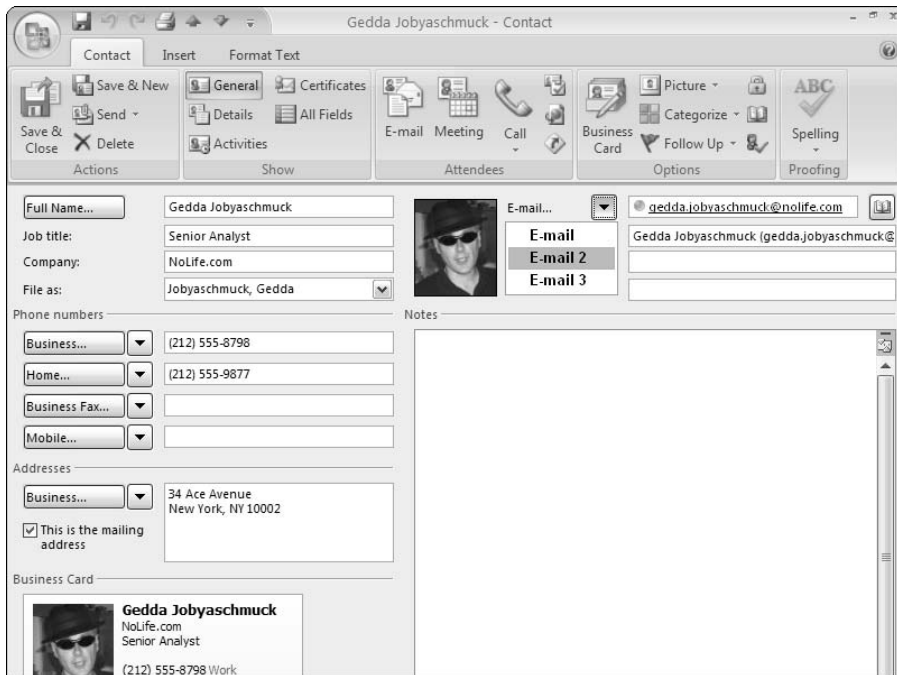 Gedda Jobyaschmuck - Contact
Contact Insert Format Text
Save & Close
Save & New
Send
Delete
Actions
General
Details
Activities
Certificates
All Fields
Show
E-mail
Meeting
Call
Attendees
Business Card
Picture
Categorize
Follow Up
Options
ABC
Spelling
Proofing
Full Name... Gedda Jobyaschmuck
Job title: Senior Analyst
Company: NoLife.com
File as: Jobyaschmuck, Gedda
E-mail... gedda.jobyaschmuck@nolife.com
E-mail
E-mail 2
E-mail 3
Gedda Jobyaschmuck (gedda.jobyaschmuck@
Phone numbers
Business... (212) 555-8798
Home... (212) 555-9877
Business Fax...
Mobile...
Addresses
Business... 34 Ace Avenue
New York, NY 10002
This is the mailing
address
Notes
Business Card
Gedda Jobyaschmuck
NoLife.com
Senior Analyst
(212) 555-8798 Work